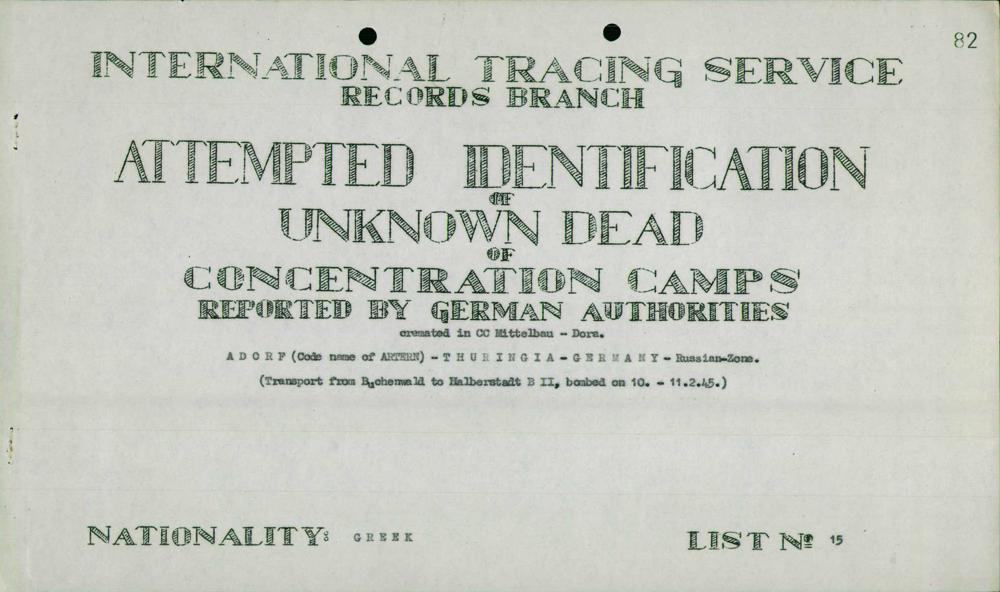 82
INTERNATIONAL TRACING SERVICE
RECORDS BRANCH
ATTEMPTED IDENTIFICATION
OF
UNKNOWN DEAD
OF
CONCENTRATION CAMPS
REPORTED BY GERMAN AUTHORITIES
cremated in CC Mittelbau - Dora.
A D O R F (Code name of ARTERN) - T H U R I N G I A - G E R M A N Y - Russian-Zone.
(Transport from Buchenwald to Halberstadt B II, bombed on 10. - 11.2.45.)
NATIONALITY: G R E E K
LIST Nº 15